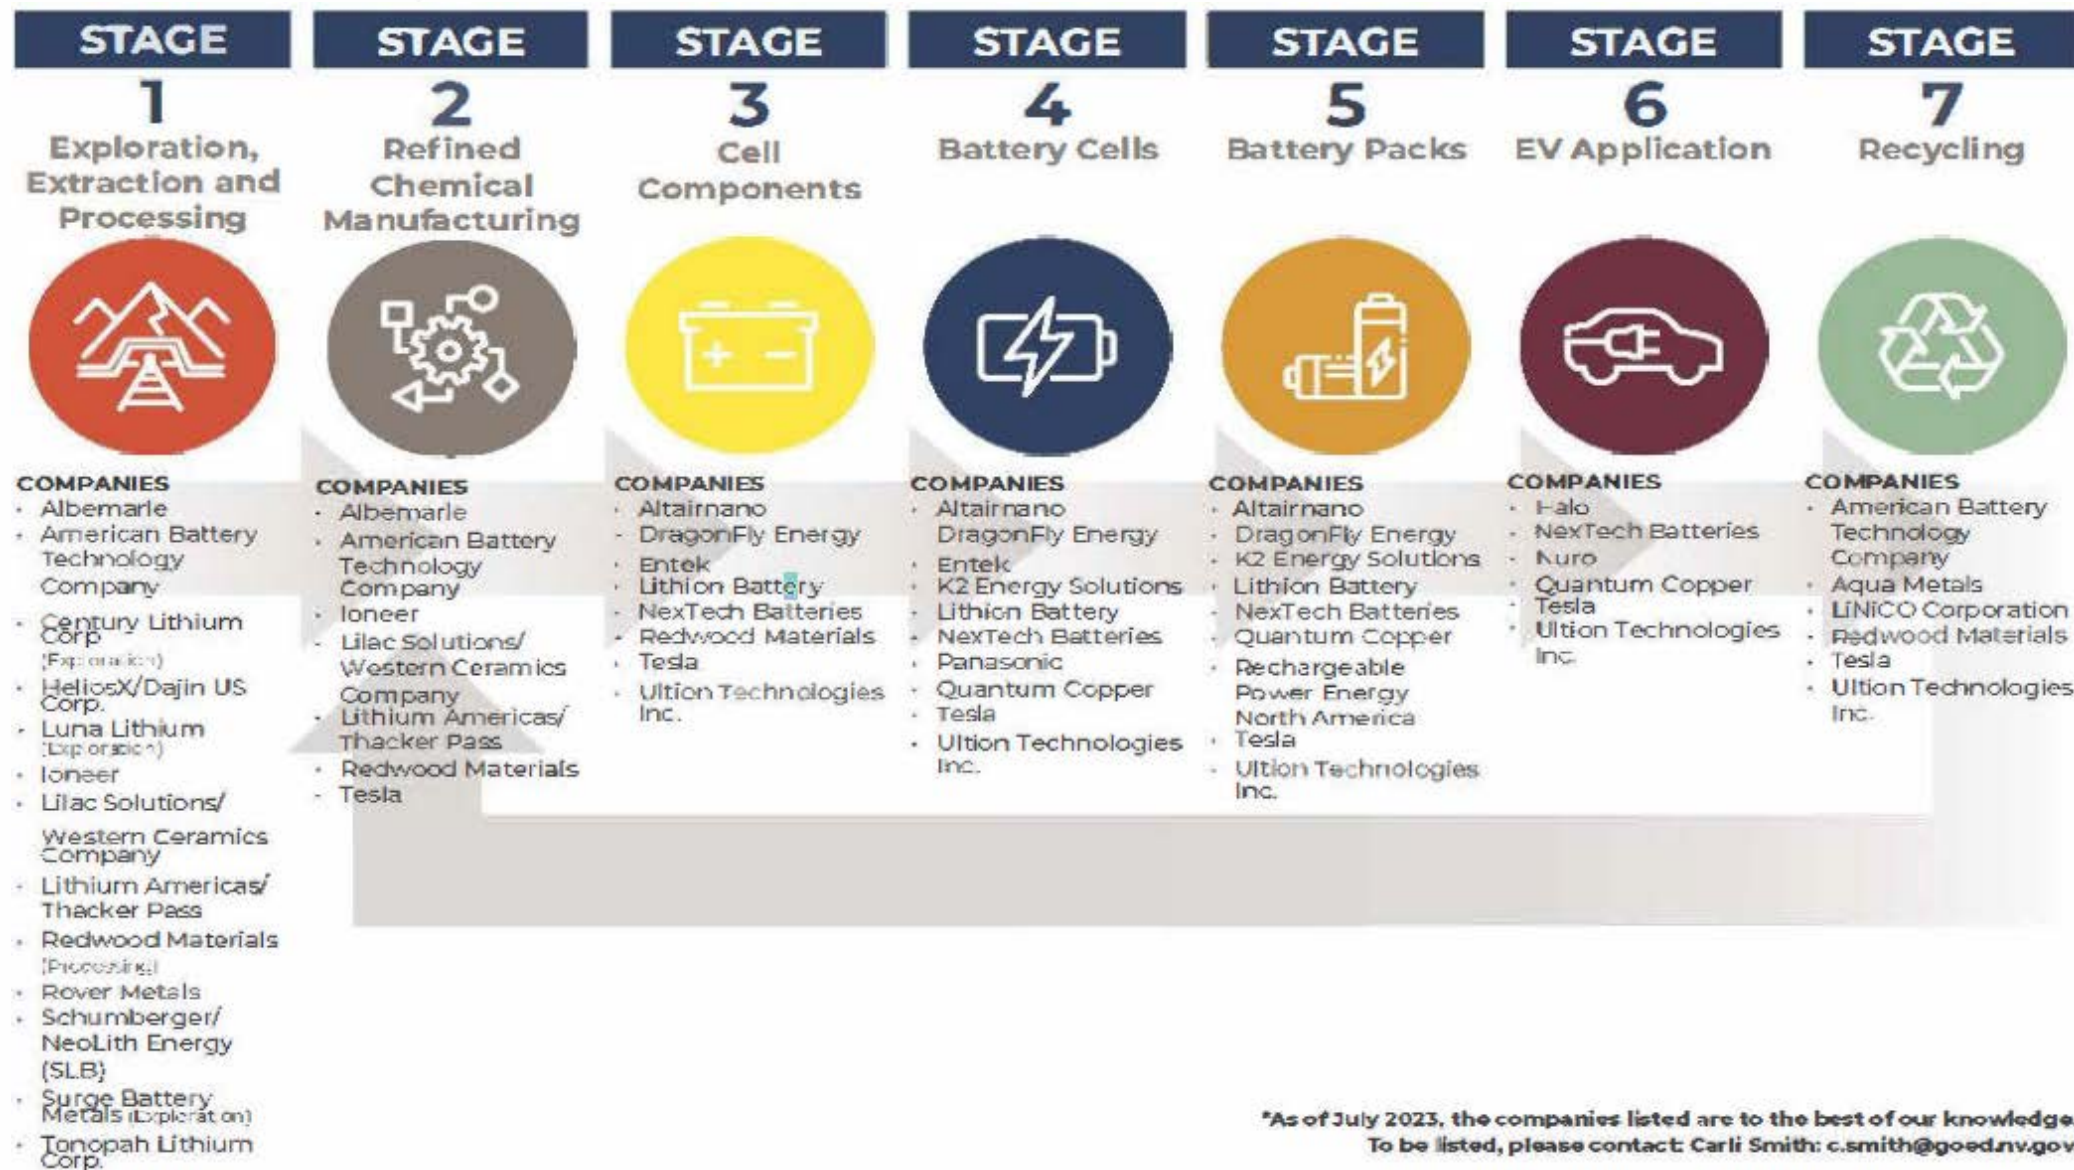 STAGE
1
Exploration,
Extraction and
Processing
COMPANIES
· Albemarle
· American Battery
Technology
Company
· Century Lithium
Corp
(Exploration)
· HeliosX/Dajin US
Corp.
· Luna Lithium
(Exploration)
· Ioneer
· Lilac Solutions/
Western Ceramics
Company
· Lithium Americas/
Thacker Pass
· Redwood Materials
(Processing)
· Rover Metals
· Schumberger/
NeoLith Energy
(SLB)
· Surge Battery
Metals (Exploration)
· Tonopah Lithium
Corp.
STAGE
2
Refined
Chemical
Manufacturing
COMPANIES
· Albemarle
· American Battery
Technology
Company
· Ioneer
· Lilac Solutions/
Western Ceramics
Company
· Lithium Americas/
Thacker Pass
· Redwood Materials
· Tesla
STAGE
3
Cell
Components
COMPANIES
· Altairnano
· DragonFly Energy
· Entek
· Lithion Battery
· NexTech Batteries
· Redwood Materials
· Tesla
· Ultion Technologies
Inc.
STAGE
4
Battery Cells
COMPANIES
· Altairnano
DragonFly Energy
· Entek
· K2 Energy Solutions
· Lithion Battery
· NexTech Batteries
· Panasonic
· Quantum Copper
· Tesla
· Ultion Technologies
Inc.
STAGE
5
Battery Packs
COMPANIES
· Altairnano
· DragonFly Energy
· K2 Energy Solutions
· Lithion Battery
· NexTech Batteries
· Quantum Copper
· Rechargeable
Power Energy
North America
· Tesla
· Ultion Technologies
Inc.
STAGE
6
EV Application
COMPANIES
· Halo
· NexTech Batteries
· Nuro
· Quantum Copper
· Tesla
· Ultion Technologies
Inc.
STAGE
7
Recycling
COMPANIES
· American Battery
Technology
Company
· Aqua Metals
· LiNiCO Corporation
· Redwood Materials
· Tesla
· Ultion Technologies
Inc.
*As of July 2023, the companies listed are to the best of our knowledge.
To be listed, please contact: Carli Smith: c.smith@goed.nv.gov